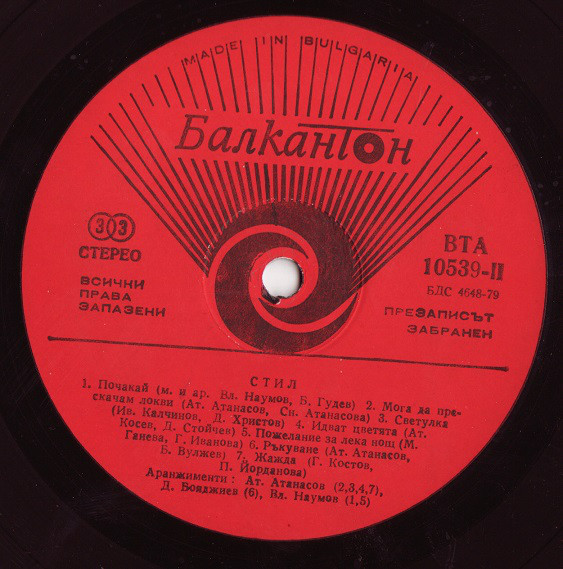 MADE IN BULGARIA
Балкантон
33
СТЕРЕО
ВСИЧКИ
ПРАВА
ЗАПАЗЕНИ
ВТА
10539-II
БДС 4648-79
ПРЕЗАПИСЪТ
ЗАБРАНЕН
СТИЛ
1. Почакай (м. и ар. Вл. Наумов, Б. Гудев) 2. Мога да пре-
скачам локви (Ат. Атанасов, Сн. Атанасова) 3. Светулка
(Ив. Калчинов, Д. Христов) 4. Идват цветята (Ат.
Косев, Д. Стойчев) 5. Пожелание за лека нощ (М.
Ганева, Г. Иванова) 6. Ръкуване (Ат. Атанасов,
Б. Вулжев) 7. Жажда (Г. Костов,
П. Йорданова)
Аранжименти: Ат. Атанасов (2,3,4,7),
Д. Бояджиев (6), Вл. Наумов (1,5)